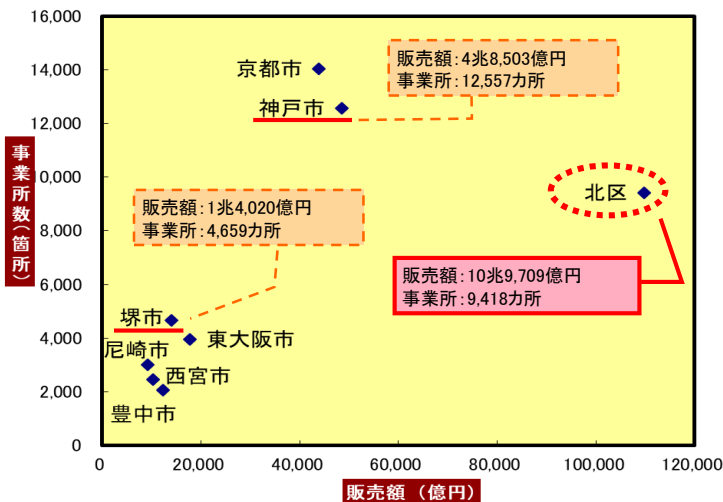 16,000
14,000
12,000
10,000
8,000
6,000
4,000
2,000
0
事業所数(箇所)
京都市
神戸市
販売額:4兆8,503億円
事業所:12,557カ所
北区
販売額:1兆4,020億円
事業所:4,659カ所
販売額:10兆9,709億円
事業所:9,418カ所
堺市
東大阪市
尼崎市
西宮市
豊中市
0
20,000
40,000
60,000
80,000
100,000
120,000
販売額 (億円)